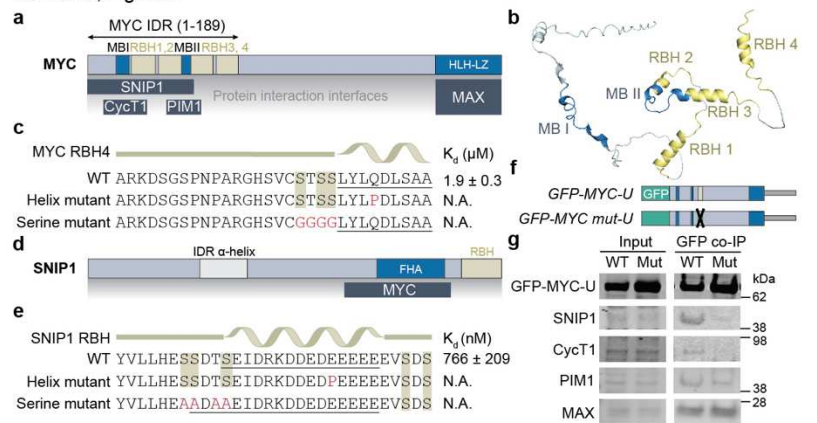 a
MYC IDR (1-189)
MBI RBH1,2 MBII RBH3, 4
MYC
HLH-LZ
SNIP1
CycT1 PIM1
Protein interaction interfaces
MAX
b
RBH 4
RBH 2
MB II
RBH 3
MB I
RBH 1
c
MYC RBH4
Kd (μM)
WT ARKDSGSPNPARGHSVCSTSSLYLQDLSAA 1.9 ± 0.3
Helix mutant ARKDSGSPNPARGHSVCSTSSLYLPDLSAA N.A.
Serine mutant ARKDSGSPNPARGHSVCGGGGLYLQDLSAA N.A.
d
IDR α-helix
RBH
SNIP1
FHA
MYC
e
SNIP1 RBH
Kd (nM)
WT YVLLHESSDTSEIDRKDDEDEEEEEEVSDS 766 ± 209
Helix mutant YVLLHESSDTSEIDRKDDEDEPEEEEEVSDS N.A.
Serine mutant YVLLHEAADAAEIDRKDDEDEEEEEEVSDS N.A.
f
GFP-MYC-U GFP
GFP-MYC mut-U
g
Input GFP co-IP
WT Mut WT Mut
kDa
GFP-MYC-U
62
SNIP1
38
98
CycT1
PIM1
38
28
MAX